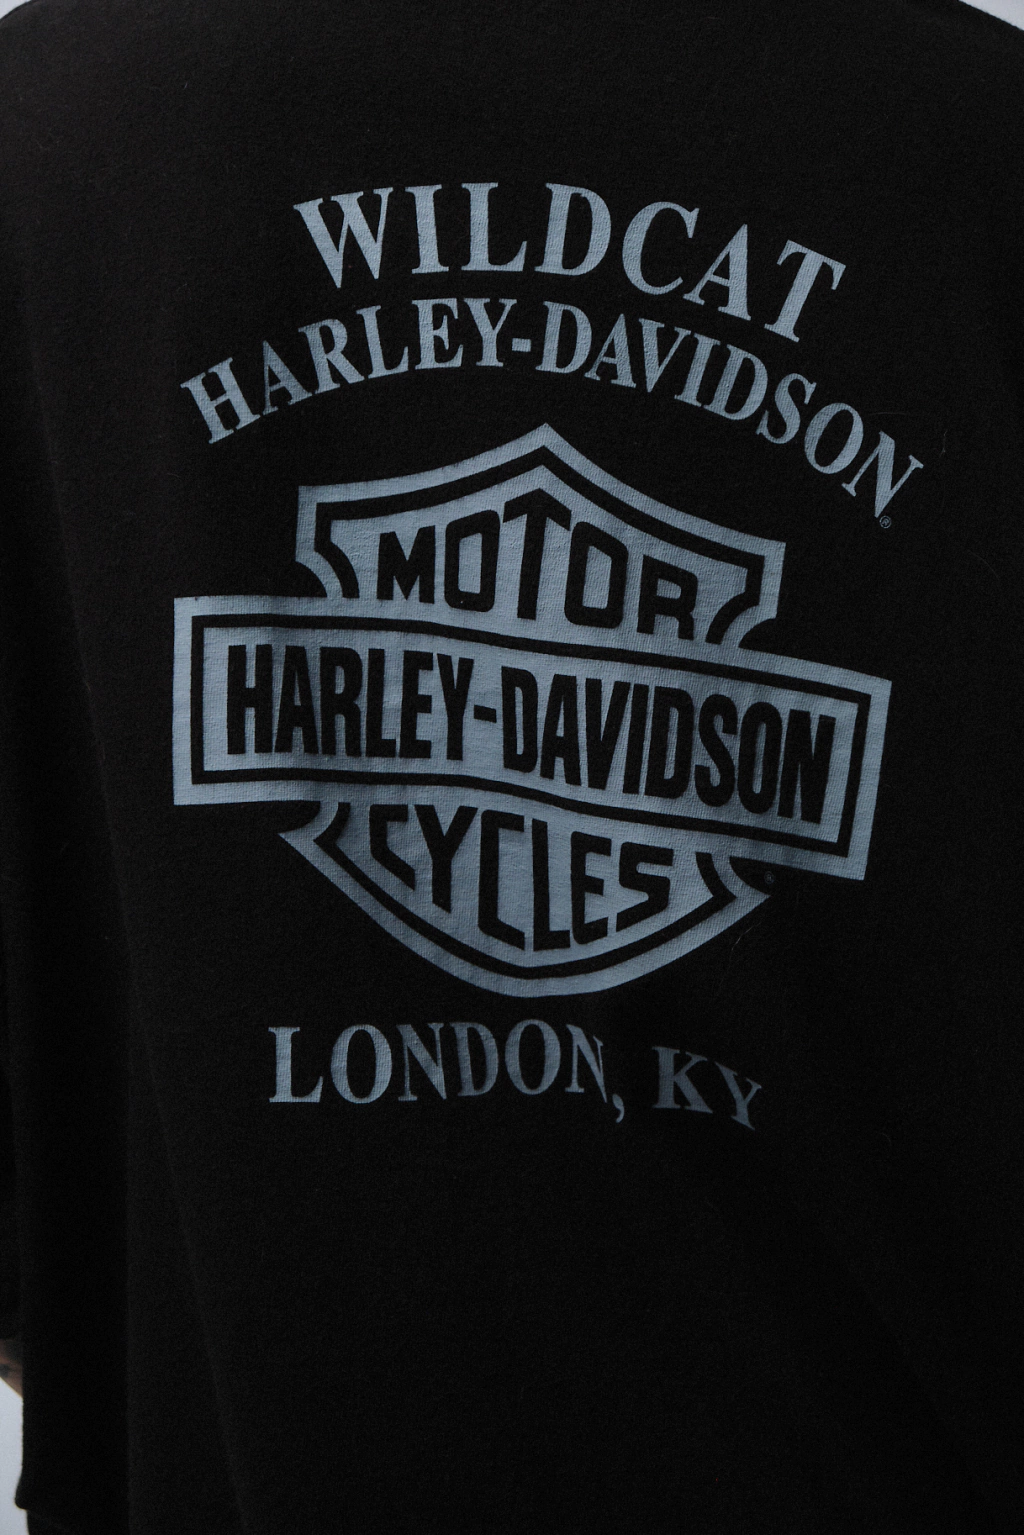 WILDCAT
HARLEY-DAVIDSON®
MOTOR
HARLEY-DAVIDSON
CYCLES
LONDON, KY